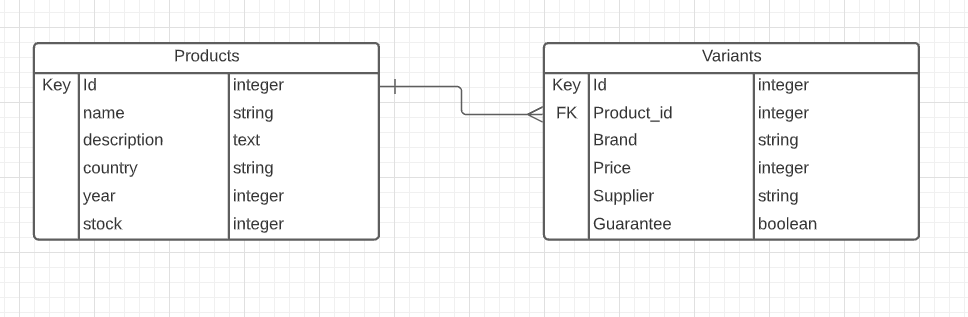 Products
Key Id integer
name string
description text
country string
year integer
stock integer
Variants
Key Id integer
FK Product_id integer
Brand string
Price integer
Supplier string
Guarantee boolean